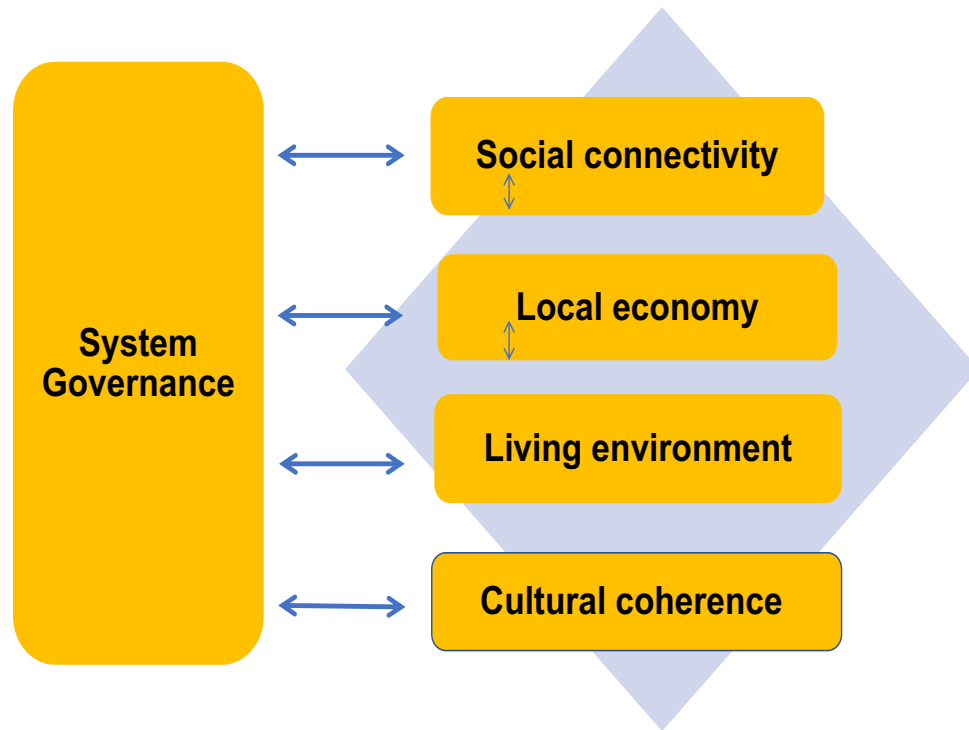 System
Governance
Social connectivity
Local economy
Living environment
Cultural coherence